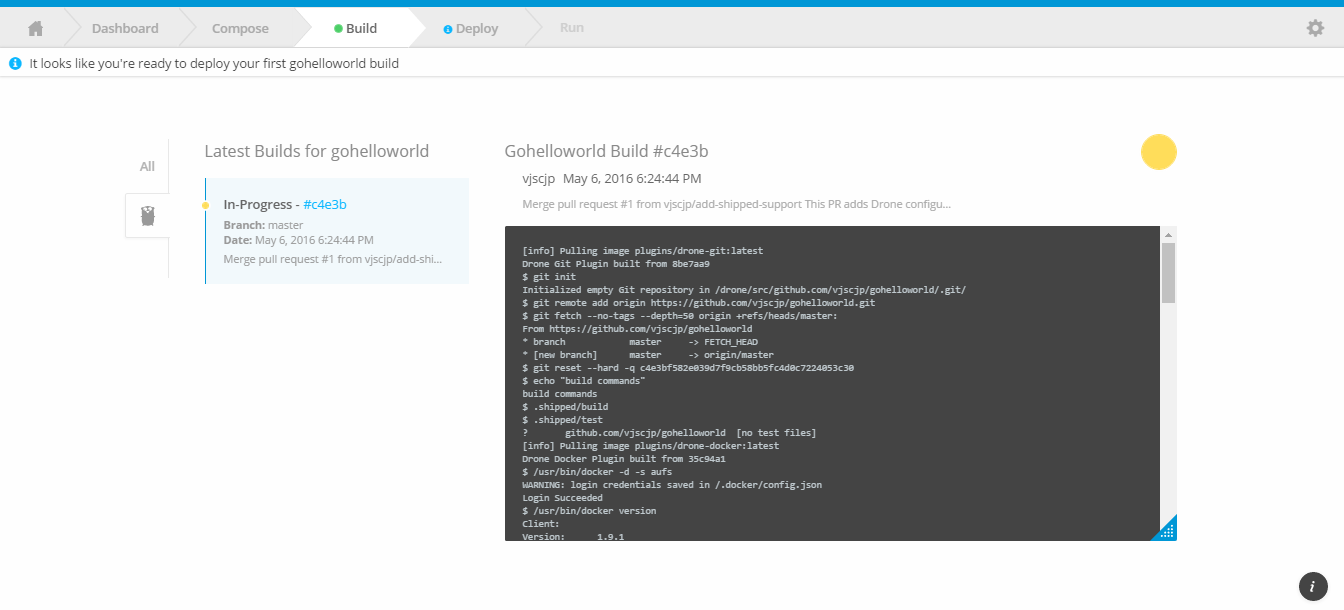 Dashboard
Compose
Build
Deploy
Run
It looks like you're ready to deploy your first gohelloworld build
All
Latest Builds for gohelloworld
In-Progress - #c4e3b
Branch: master
Date: May 6, 2016 6:24:44 PM
Merge pull request #1 from vjscjp/add-shi...
Gohelloworld Build #c4e3b
vjscjp May 6, 2016 6:24:44 PM
Merge pull request #1 from vjscjp/add-shipped-support This PR adds Drone configu...
[info] Pulling image plugins/drone-git:latest
Drone Git Plugin built from 8be7aa9
$ git init
Initialized empty Git repository in /drone/src/github.com/vjscjp/gohelloworld/.git/
$ git remote add origin https://github.com/vjscjp/gohelloworld.git
$ git fetch --no-tags --depth=50 origin +refs/heads/master:
From https://github.com/vjscjp/gohelloworld
* branch master -> FETCH_HEAD
* [new branch] master -> origin/master
$ git reset --hard -q c4e3bf582e039d7f9cb58bb5fc4d0c7224053c30
$ echo "build commands"
build commands
$ .shipped/build
$ .shipped/test
? github.com/vjscjp/gohelloworld [no test files]
[info] Pulling image plugins/drone-docker:latest
Drone Docker Plugin built from 35c94a1
$ /usr/bin/docker -d -s aufs
WARNING: login credentials saved in /.docker/config.json
Login Succeeded
$ /usr/bin/docker version
Client:
Version: 1.9.1